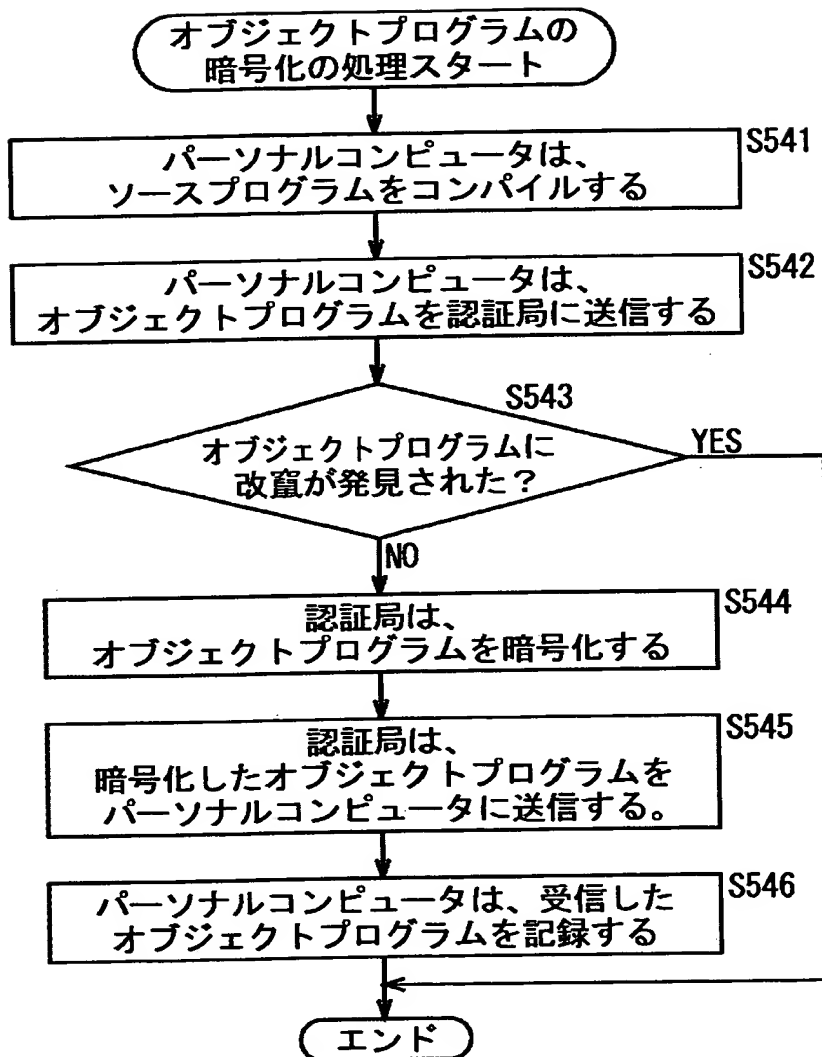 オブジェクトプログラムの
暗号化の処理スタート
S541
パーソナルコンピュータは、
ソースプログラムをコンパイルする
S542
パーソナルコンピュータは、
オブジェクトプログラムを認証局に送信する
S543
オブジェクトプログラムに
改竄が発見された?
YES
NO
S544
認証局は、
オブジェクトプログラムを暗号化する
S545
認証局は、
暗号化したオブジェクトプログラムを
パーソナルコンピュータに送信する。
S546
パーソナルコンピュータは、受信した
オブジェクトプログラムを記録する
エンド